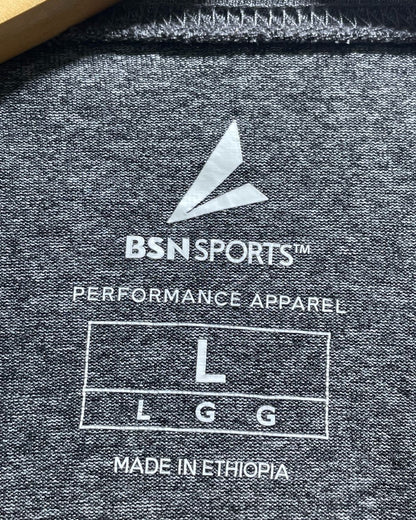 BSN SPORTS™
PERFORMANCE APPAREL
L
L G G
MADE IN ETHIOPIA